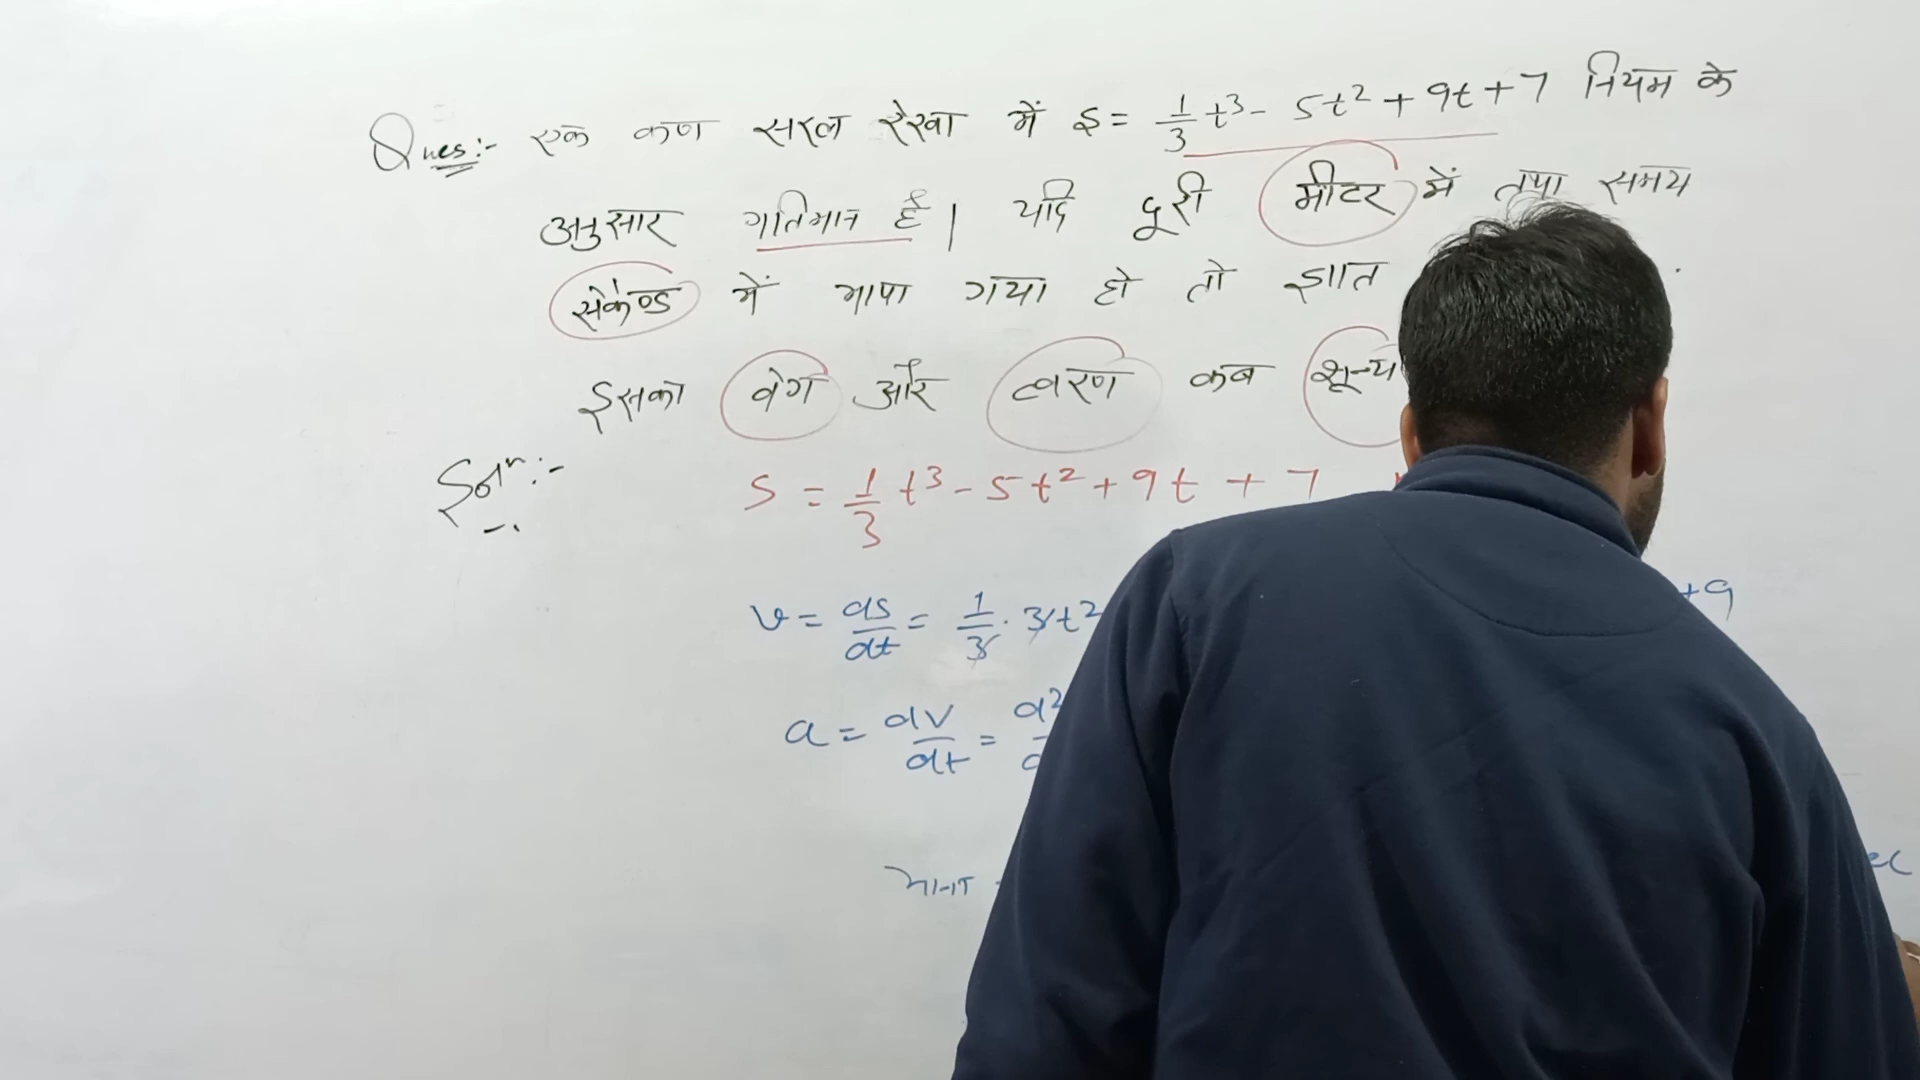 Ques:- एक कण सरल रेखा में s = 1/3 t³ - 5t² + 9t + 7 नियम के
अनुसार गतिमान है। यदि दूरी मीटर में तथा समय
सेकेण्ड में मापा गया हो तो ज्ञात
इसका वेग और त्वरण कब शून्य
Solⁿ:-
S = 1/3 t³ - 5t² + 9t + 7
v = ds/dt = 1/3 · 3t² +9
a = dv/dt = d²
माना